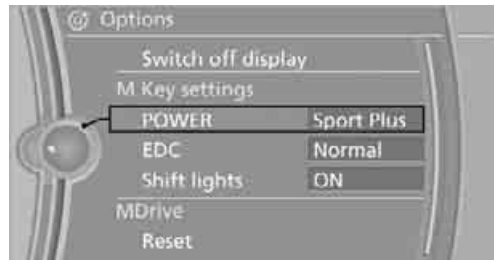 Options
Switch off display
M Key settings
POWER Sport Plus
EDC Normal
Shift lights ON
MDrive
Reset